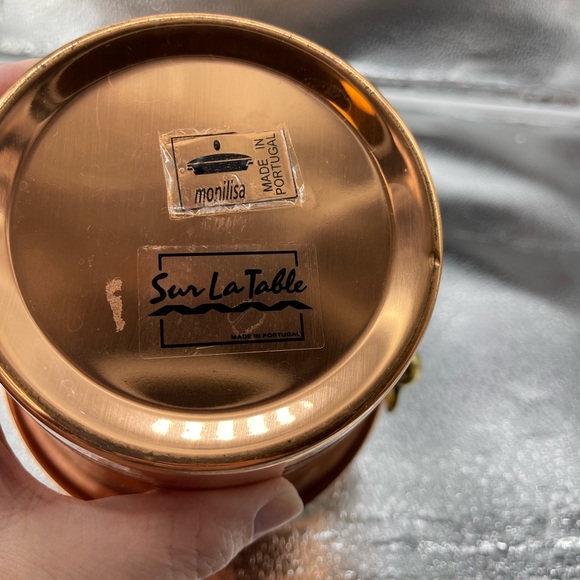 monilisa
MADE IN
PORTUGAL
Sur La Table
MADE IN PORTUGAL